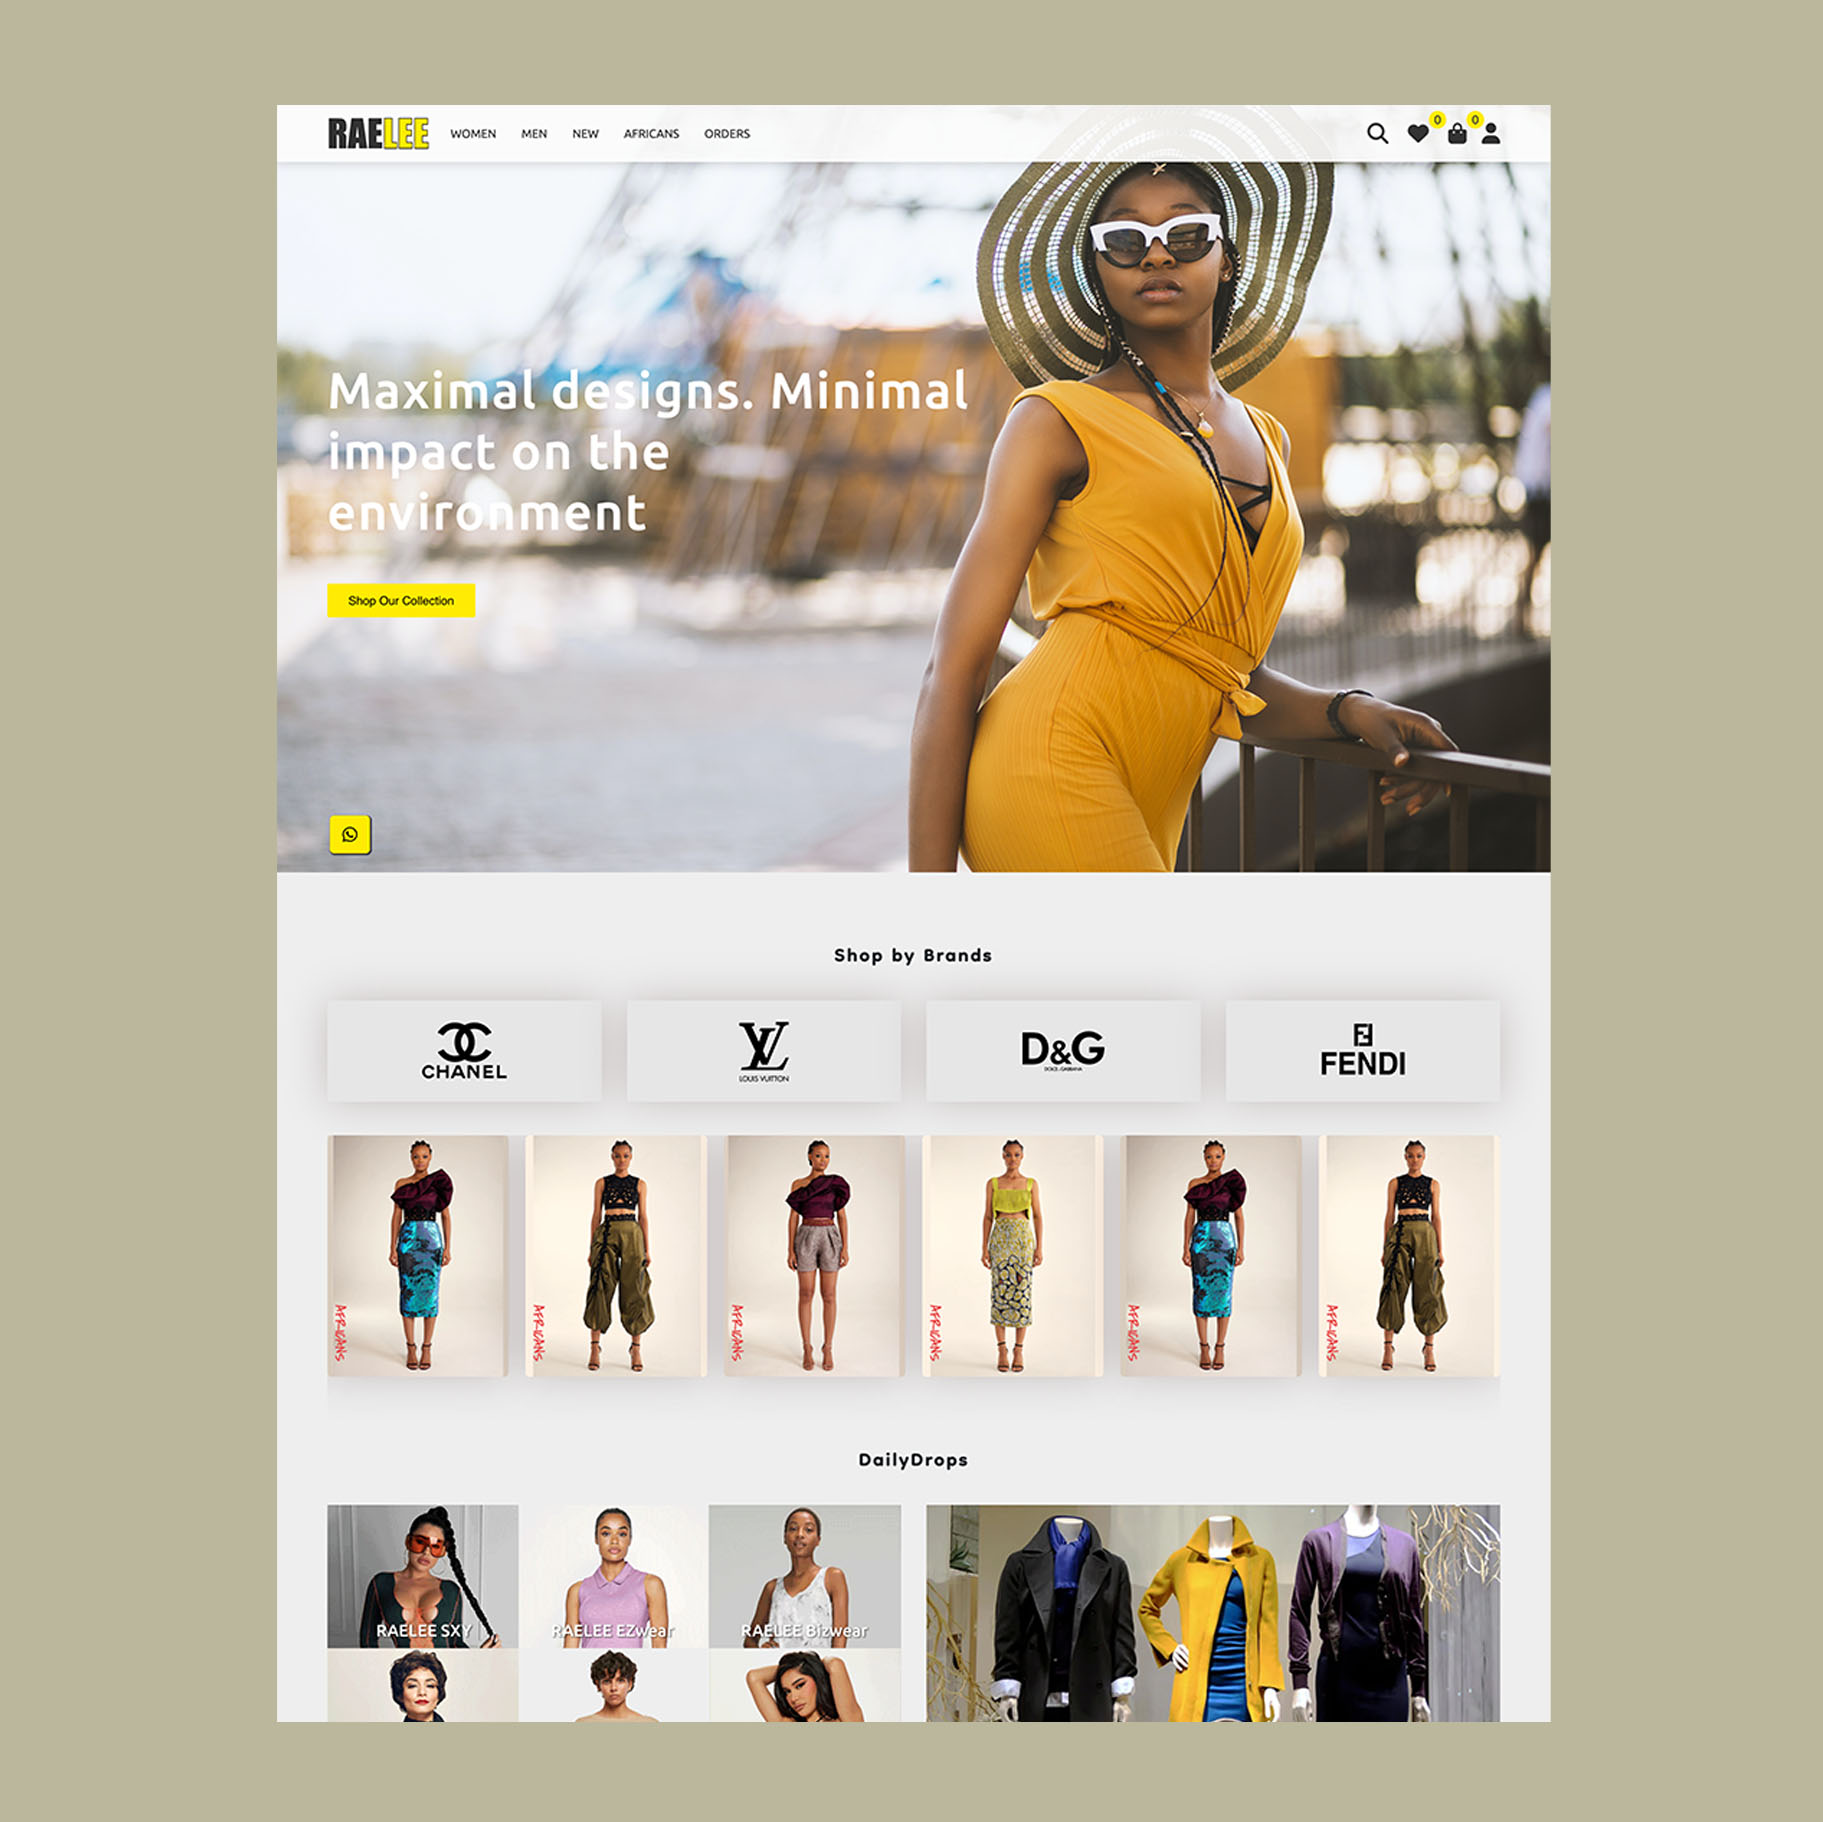 RAELEE
WOMEN MEN NEW AFRICANS ORDERS
0 0
Maximal designs. Minimal
impact on the
environment
Shop Our Collection
Shop by Brands
CHANEL
LOUIS VUITTON
D&G
DOLCE & GABBANA
FENDI
AFRICANS
AFRICANS
AFRICANS
AFRICANS
AFRICANS
AFRICANS
DailyDrops
RAELEE SXY
RAELEE EZwear
RAELEE Bizwear